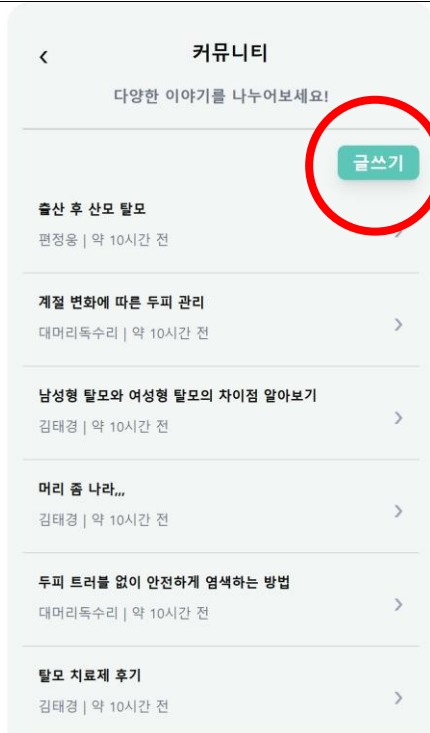 커뮤니티
다양한 이야기를 나누어보세요!
글쓰기
출산 후 산모 탈모
편정웅 | 약 10시간 전
계절 변화에 따른 두피 관리
대머리독수리 | 약 10시간 전
남성형 탈모와 여성형 탈모의 차이점 알아보기
김태경 | 약 10시간 전
머리 좀 나라,,,
김태경 | 약 10시간 전
두피 트러블 없이 안전하게 염색하는 방법
대머리독수리 | 약 10시간 전
탈모 치료제 후기
김태경 | 약 10시간 전